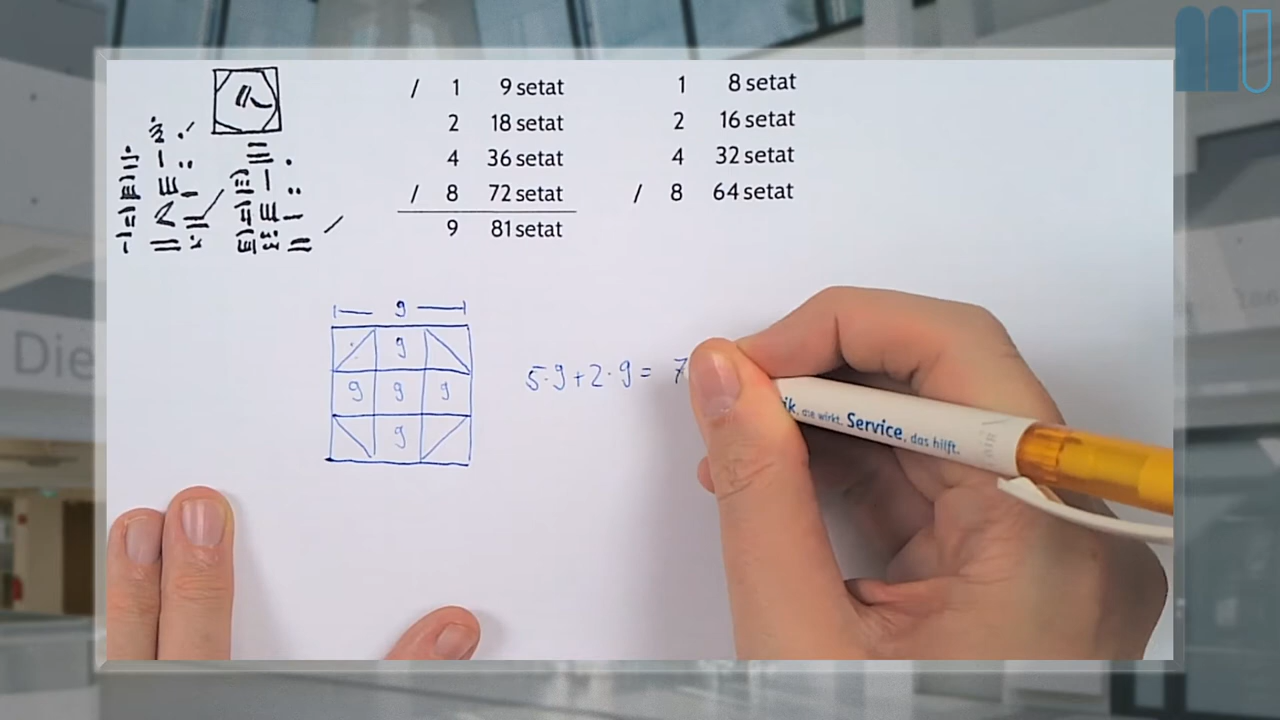 / 1 9 setat
2 18 setat
4 36 setat
/ 8 72 setat
9 81 setat
1 8 setat
2 16 setat
4 32 setat
/ 8 64 setat
9
9
9 9 9
9
5·9+2·9= 7
die wirkt. Service, das hilft.
Die